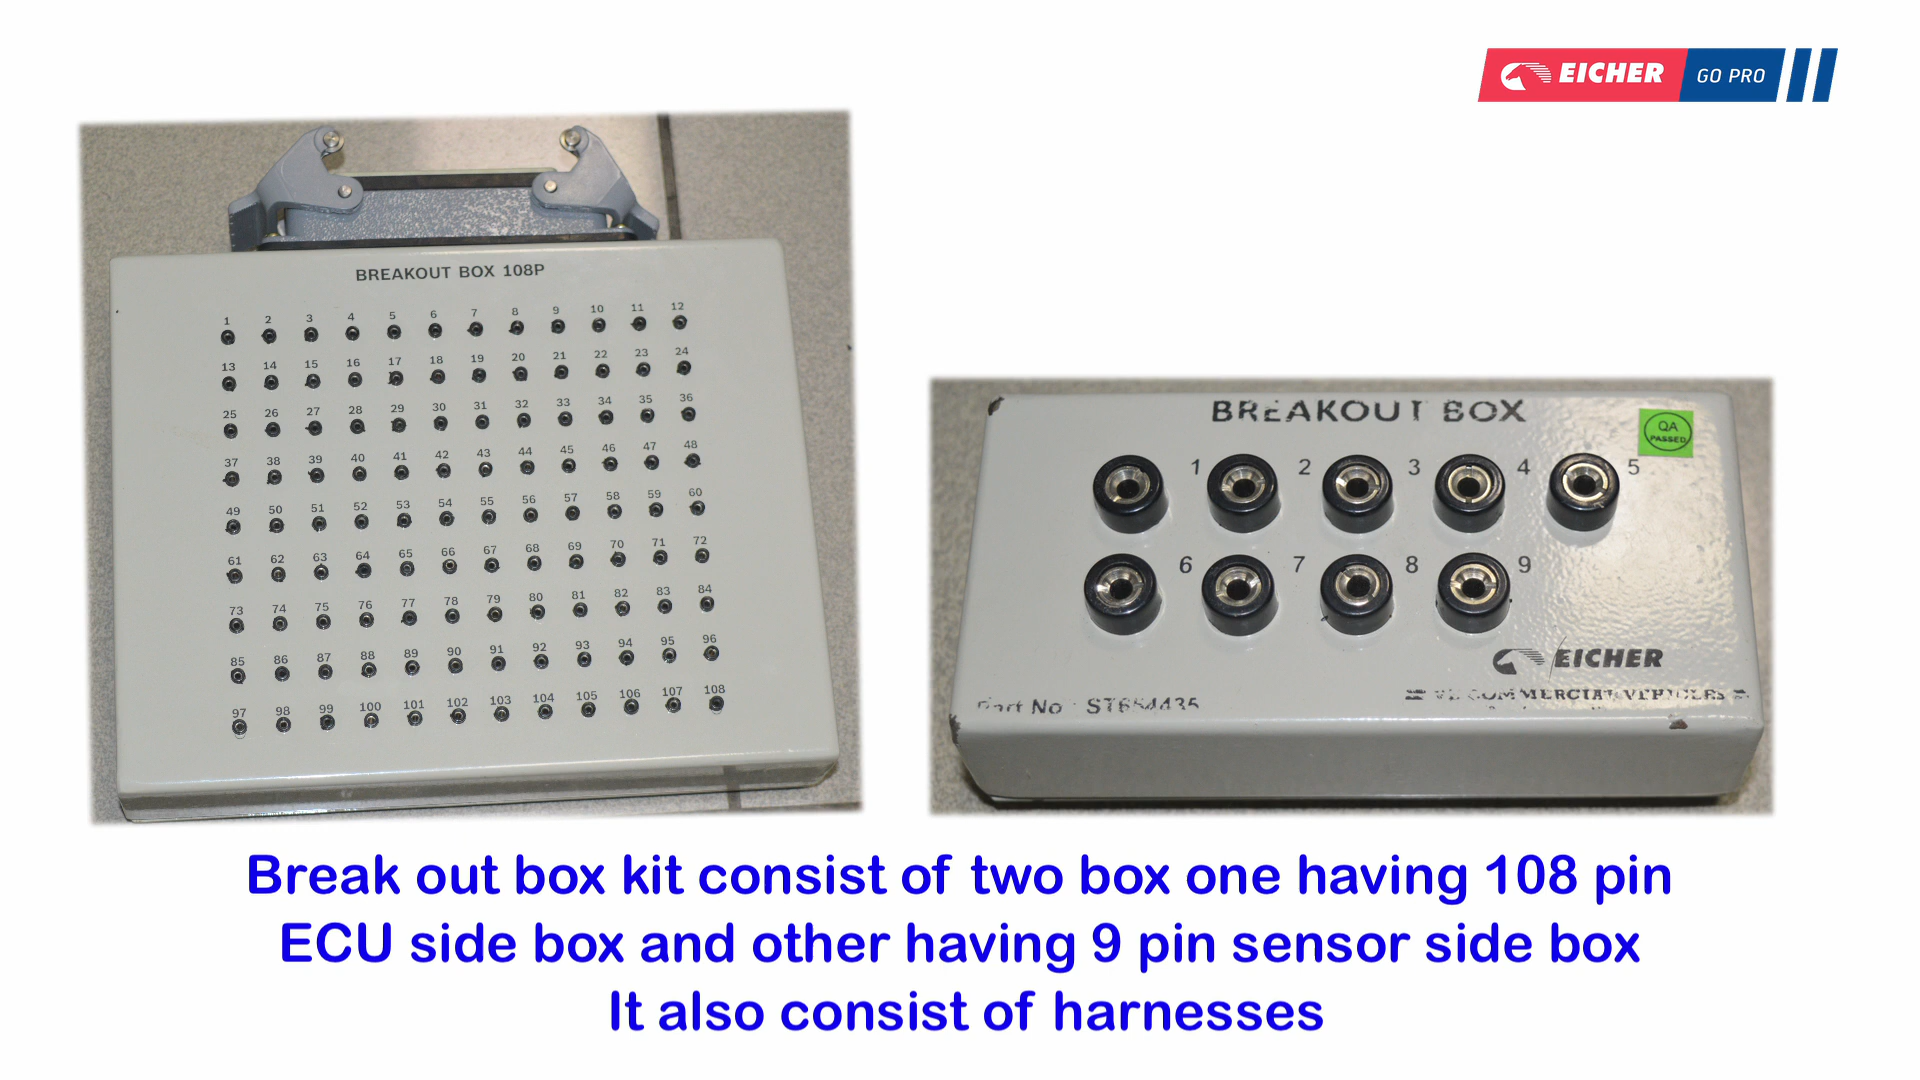 EICHER GO PRO
BREAKOUT BOX 108P
1 2 3 4 5 6 7 8 9 10 11 12
13 14 15 16 17 18 19 20 21 22 23 24
25 26 27 28 29 30 31 32 33 34 35 36
37 38 39 40 41 42 43 44 45 46 47 48
49 50 51 52 53 54 55 56 57 58 59 60
61 62 63 64 65 66 67 68 69 70 71 72
73 74 75 76 77 78 79 80 81 82 83 84
85 86 87 88 89 90 91 92 93 94 95 96
97 98 99 100 101 102 103 104 105 106 107 108
BREAKOUT BOX
QA
PASSED
1 2 3 4 5
6 7 8 9
EICHER
COMMERCIAL VEHICLES
Part No :
Break out box kit consist of two box one having 108 pin
ECU side box and other having 9 pin sensor side box
It also consist of harnesses